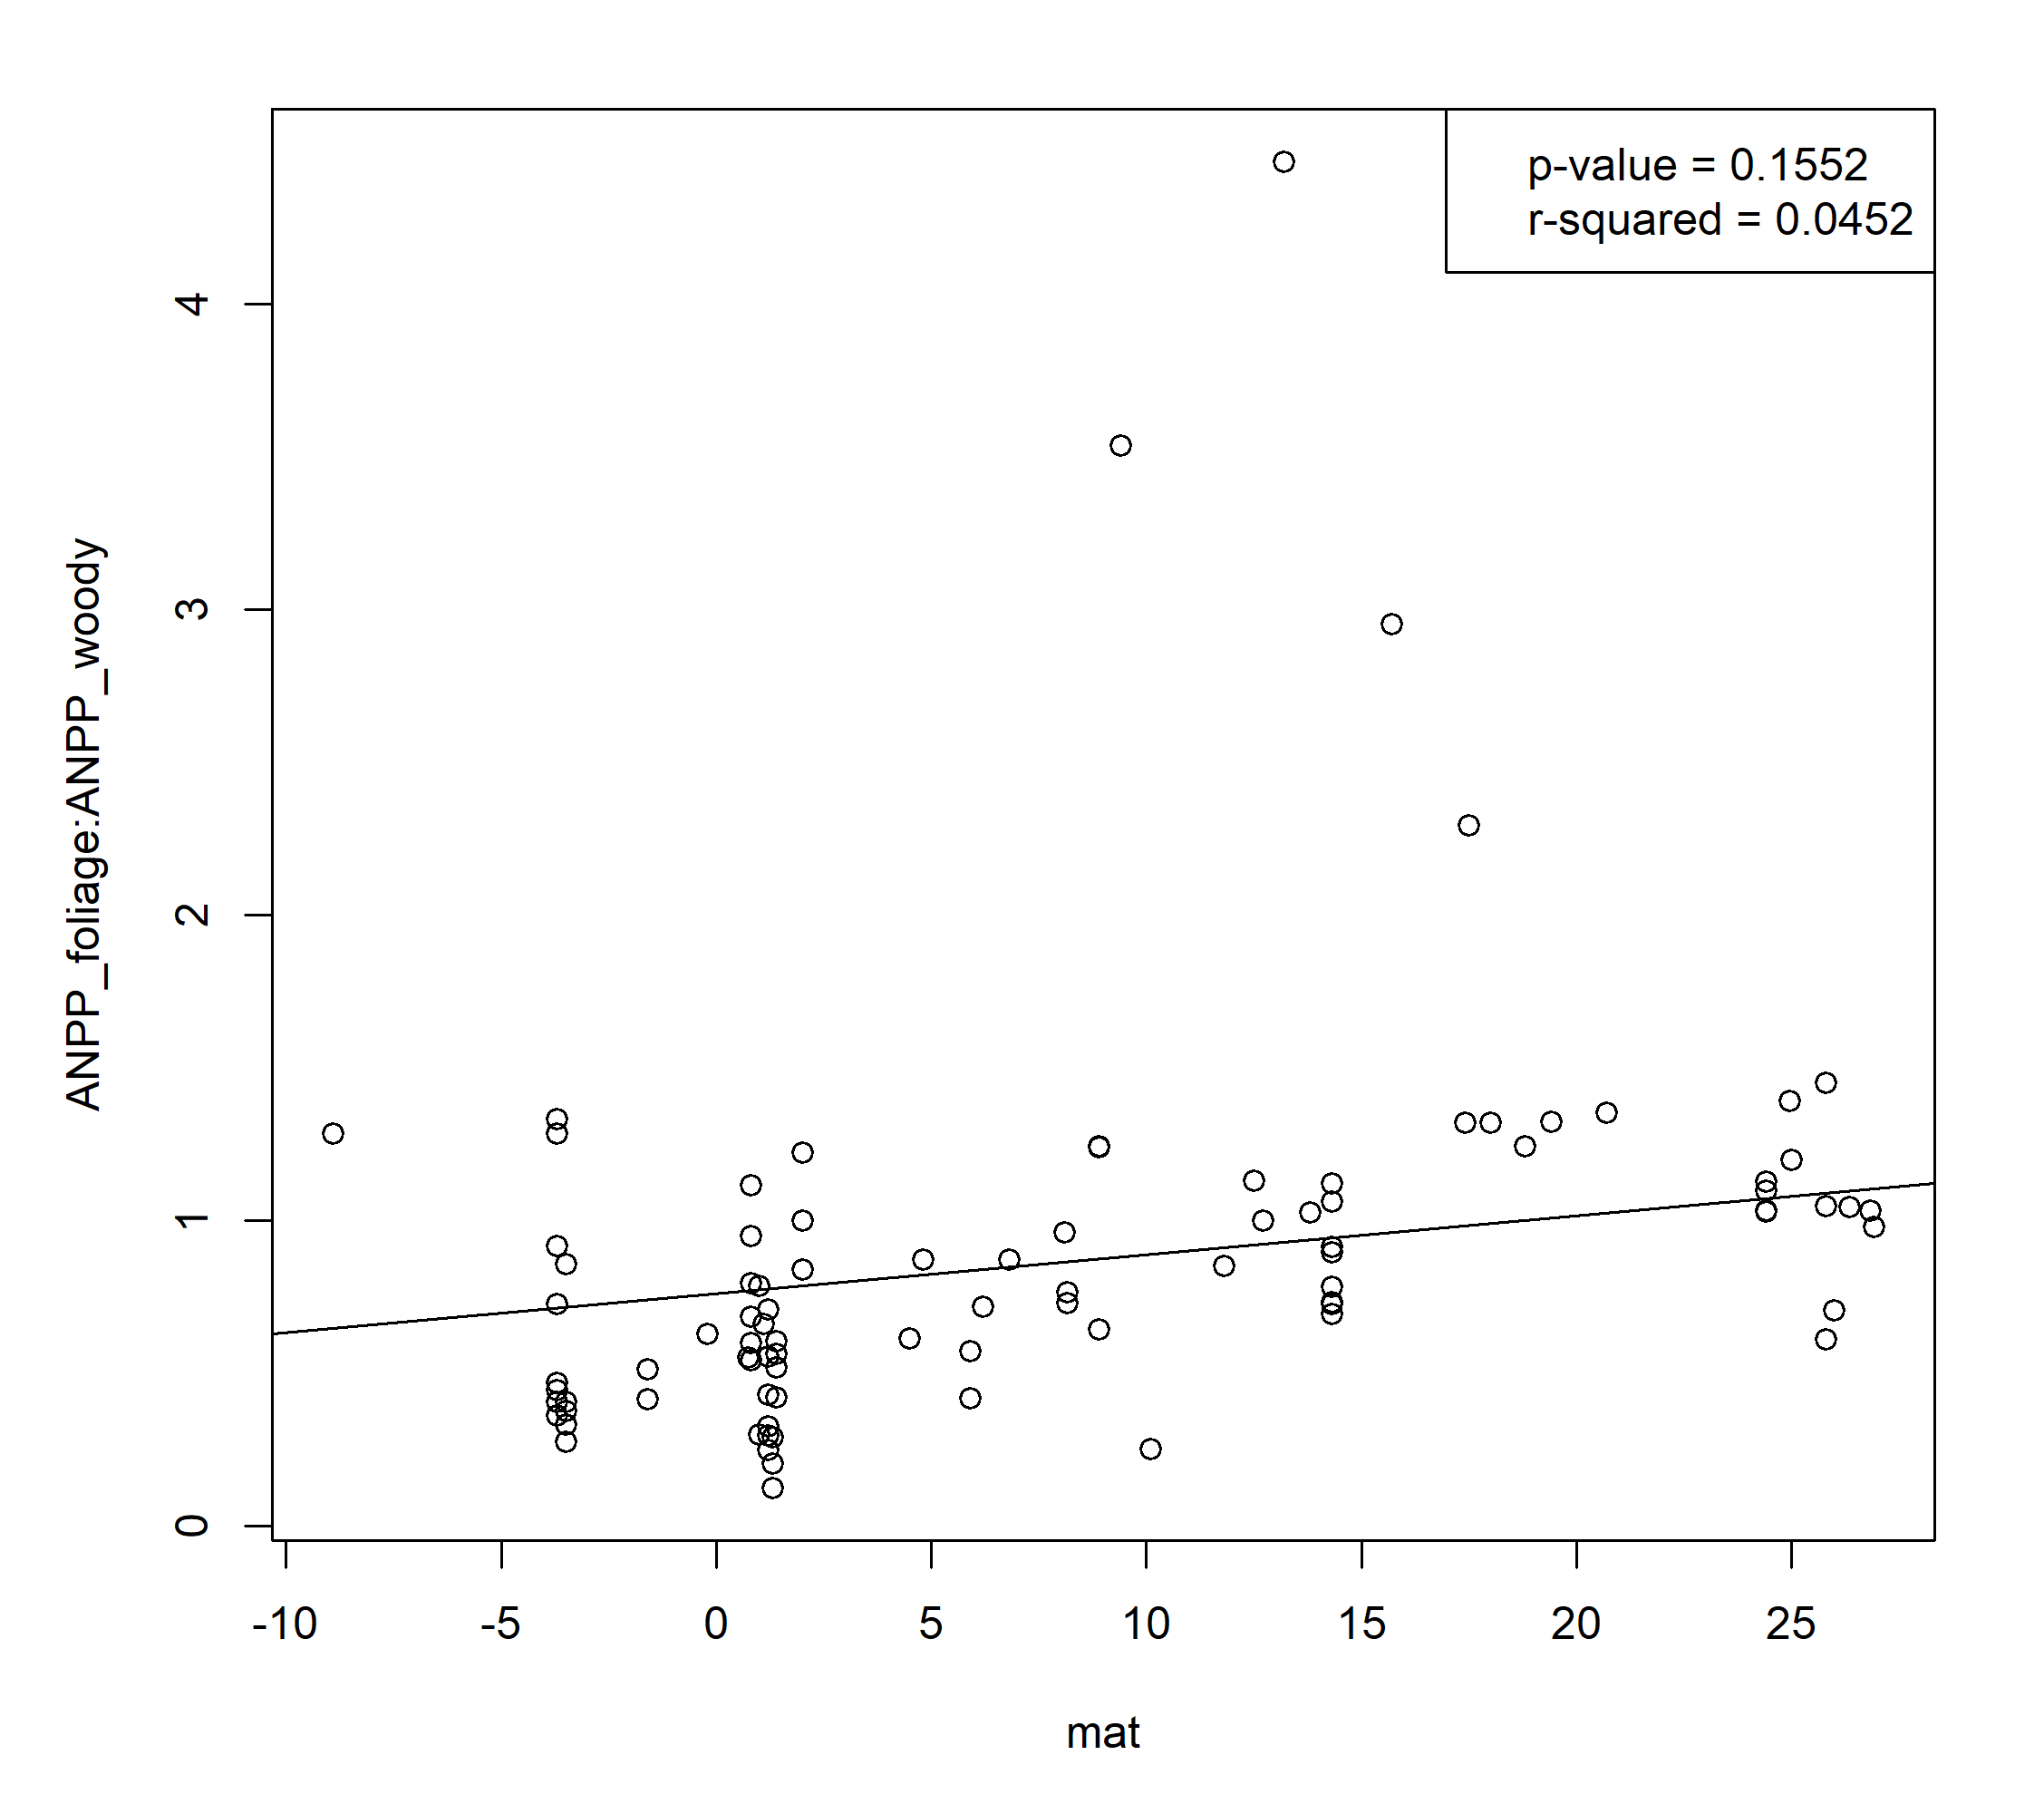 p-value = 0.1552
r-squared = 0.0452
ANPP_foliage:ANPP_woody
4
3
2
1
0
-10 -5 0 5 10 15 20 25
mat